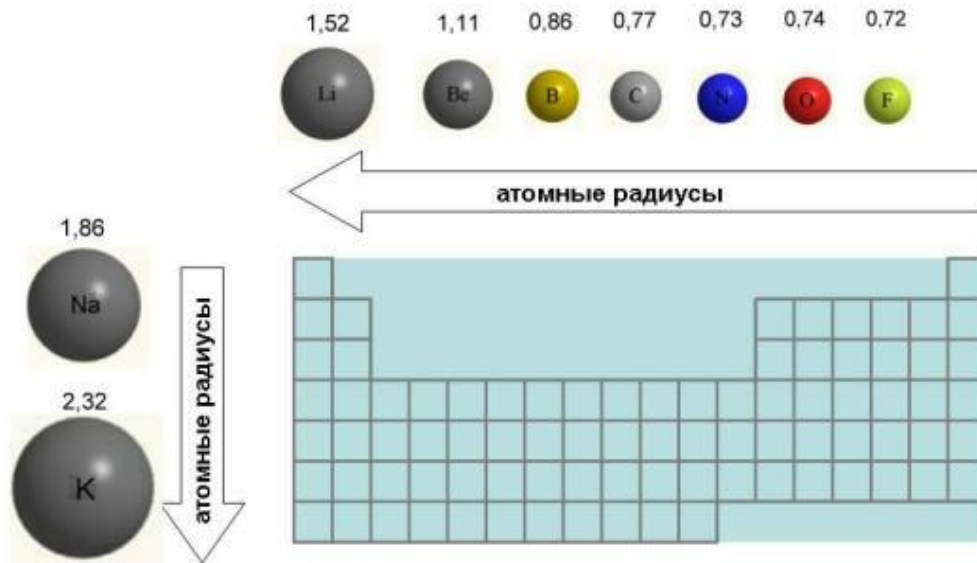 1,52 1,11 0,86 0,77 0,73 0,74 0,72
Li Be B C N O F
атомные радиусы
1,86
Na
атомные радиусы
2,32
K